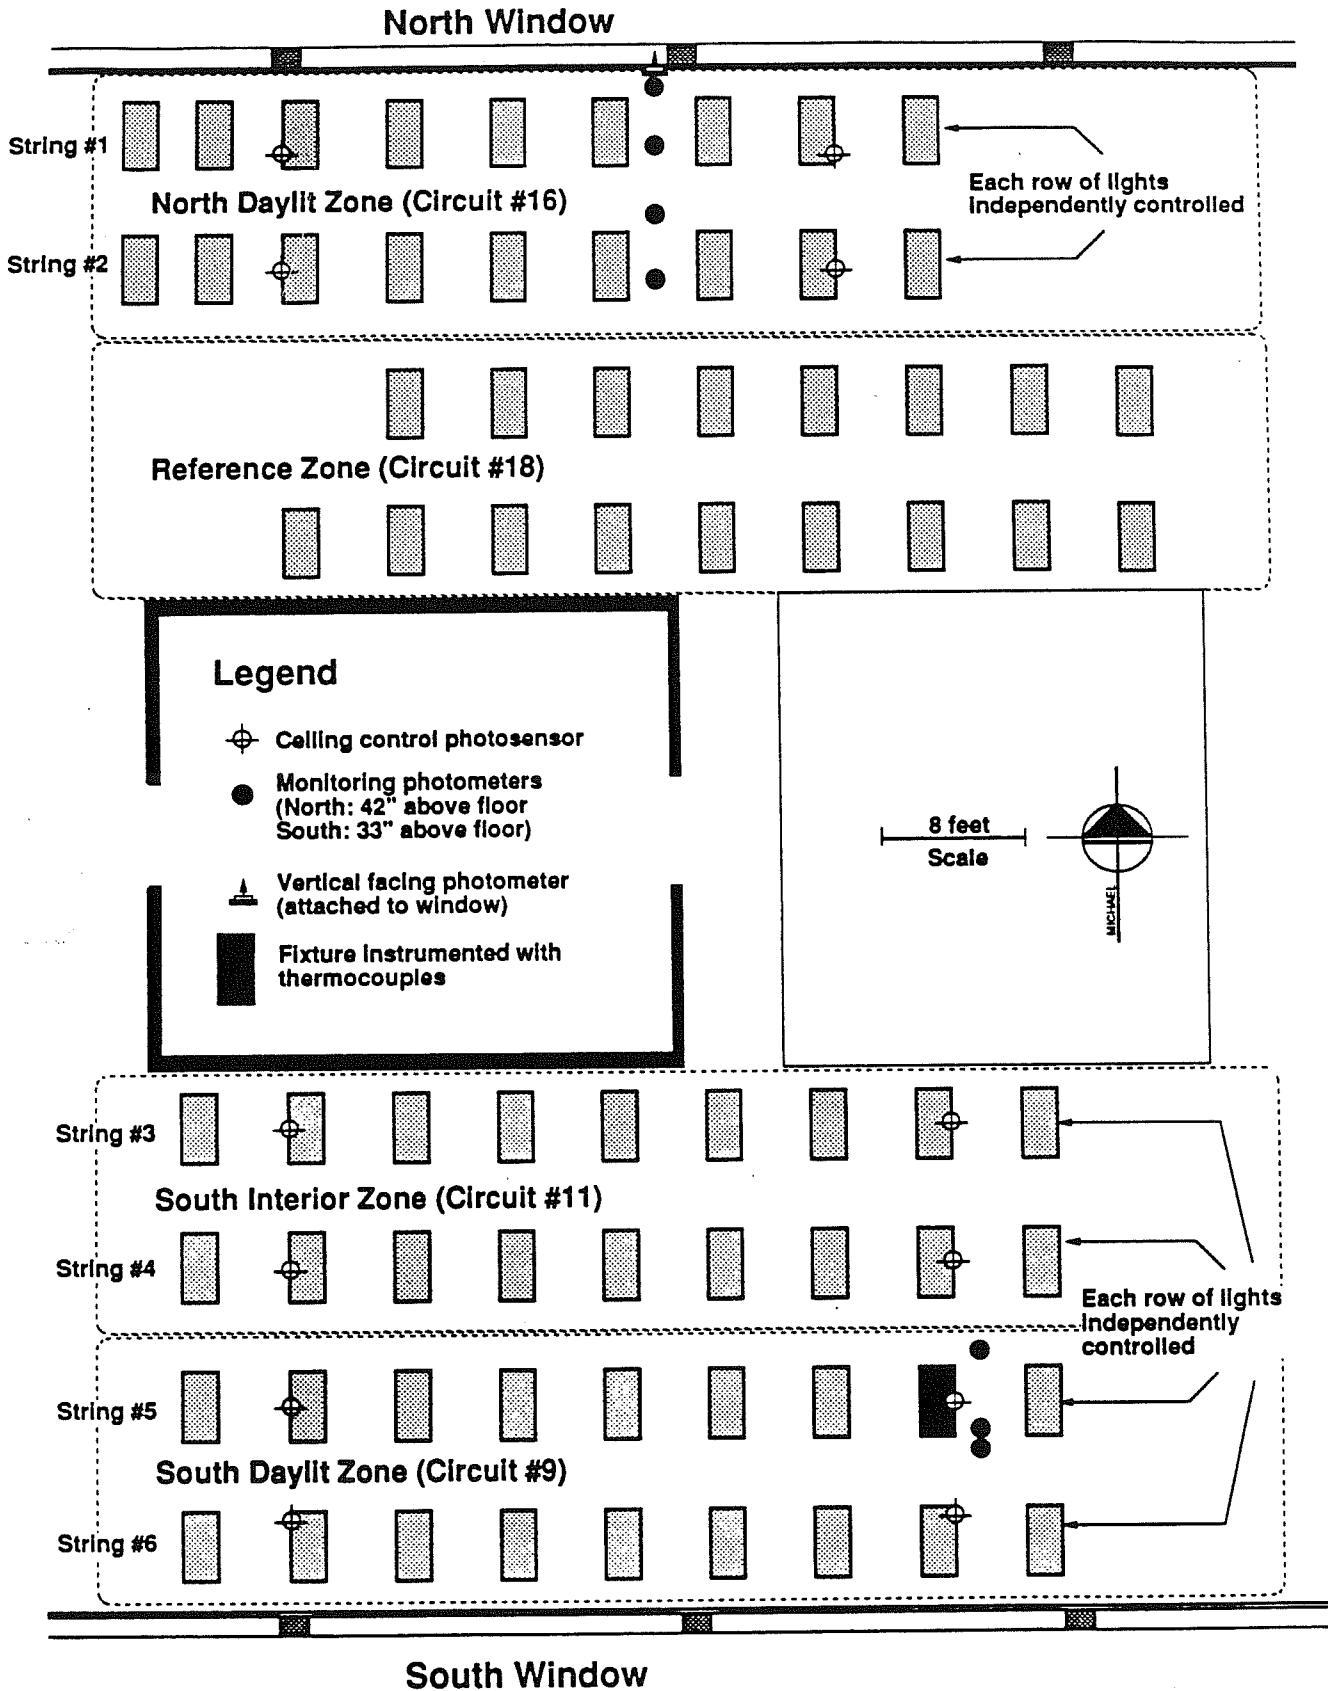 North Window
String #1
Each row of lights
independently controlled
North Daylit Zone (Circuit #16)
String #2
Reference Zone (Circuit #18)
Legend
Ceiling control photosensor
Monitoring photometers
(North: 42" above floor
South: 33" above floor)
Vertical facing photometer
(attached to window)
Fixture instrumented with
thermocouples
8 feet
Scale
MICHAEL
String #3
South Interior Zone (Circuit #11)
String #4
Each row of lights
independently
controlled
String #5
South Daylit Zone (Circuit #9)
String #6
South Window